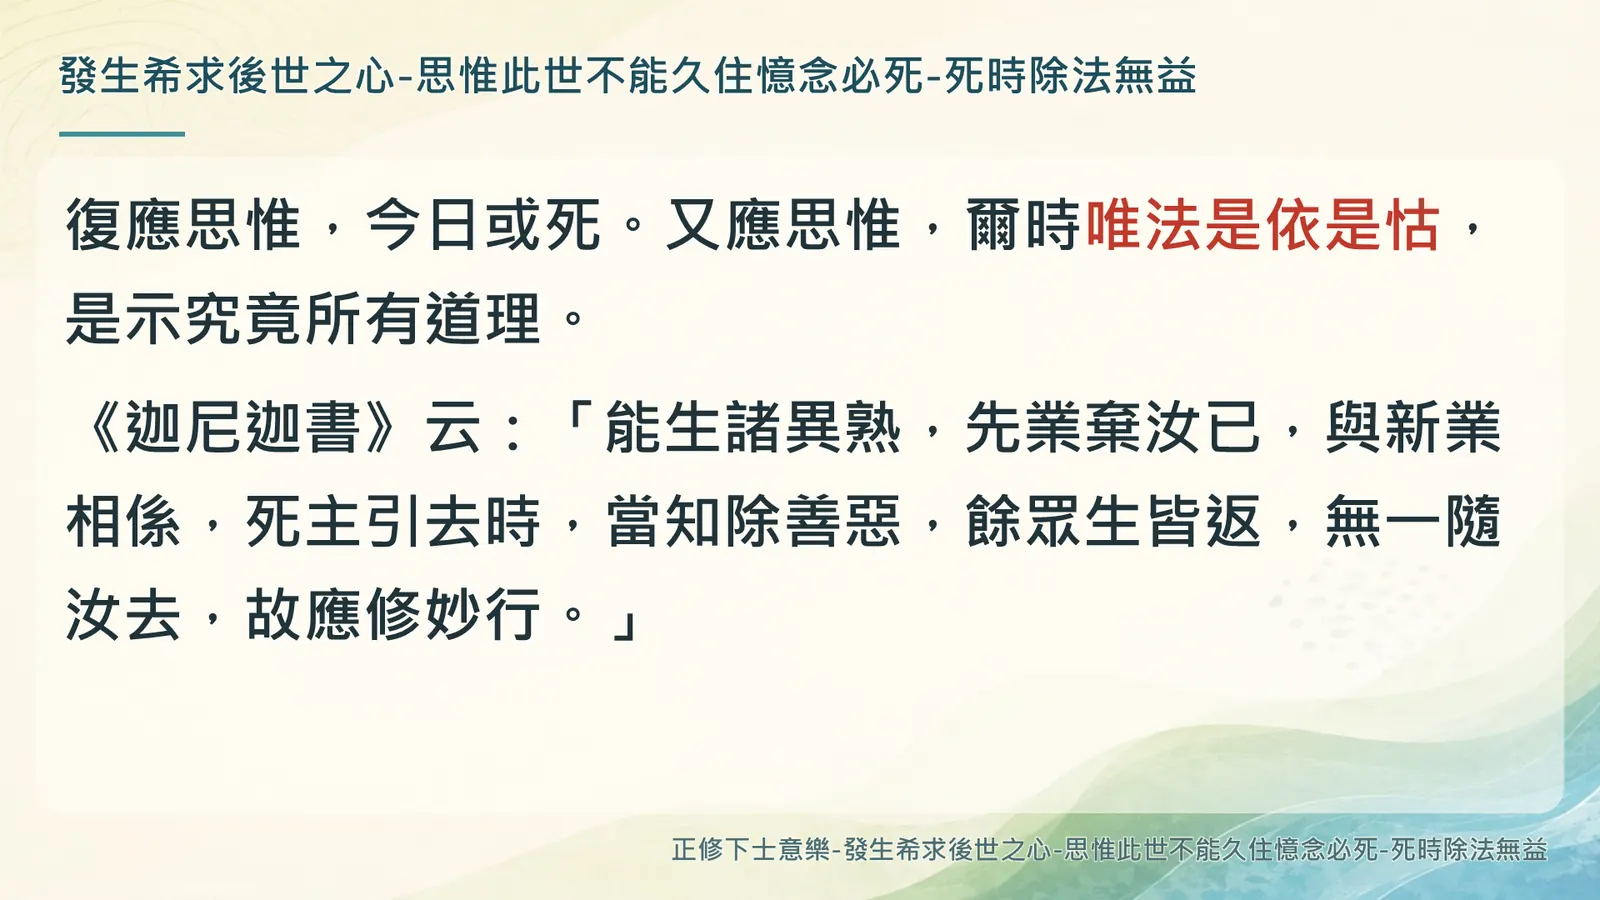 發生希求後世之心-思惟此世不能久住憶念必死-死時除法無益
復應思惟，今日或死。又應思惟，爾時唯法是依是怙，
是示究竟所有道理。
《迦尼迦書》云：「能生諸異熟，先業棄汝已，與新業
相係，死主引去時，當知除善惡，餘眾生皆返，無一隨
汝去，故應修妙行。」
正修下士意樂-發生希求後世之心-思惟此世不能久住憶念必死-死時除法無益